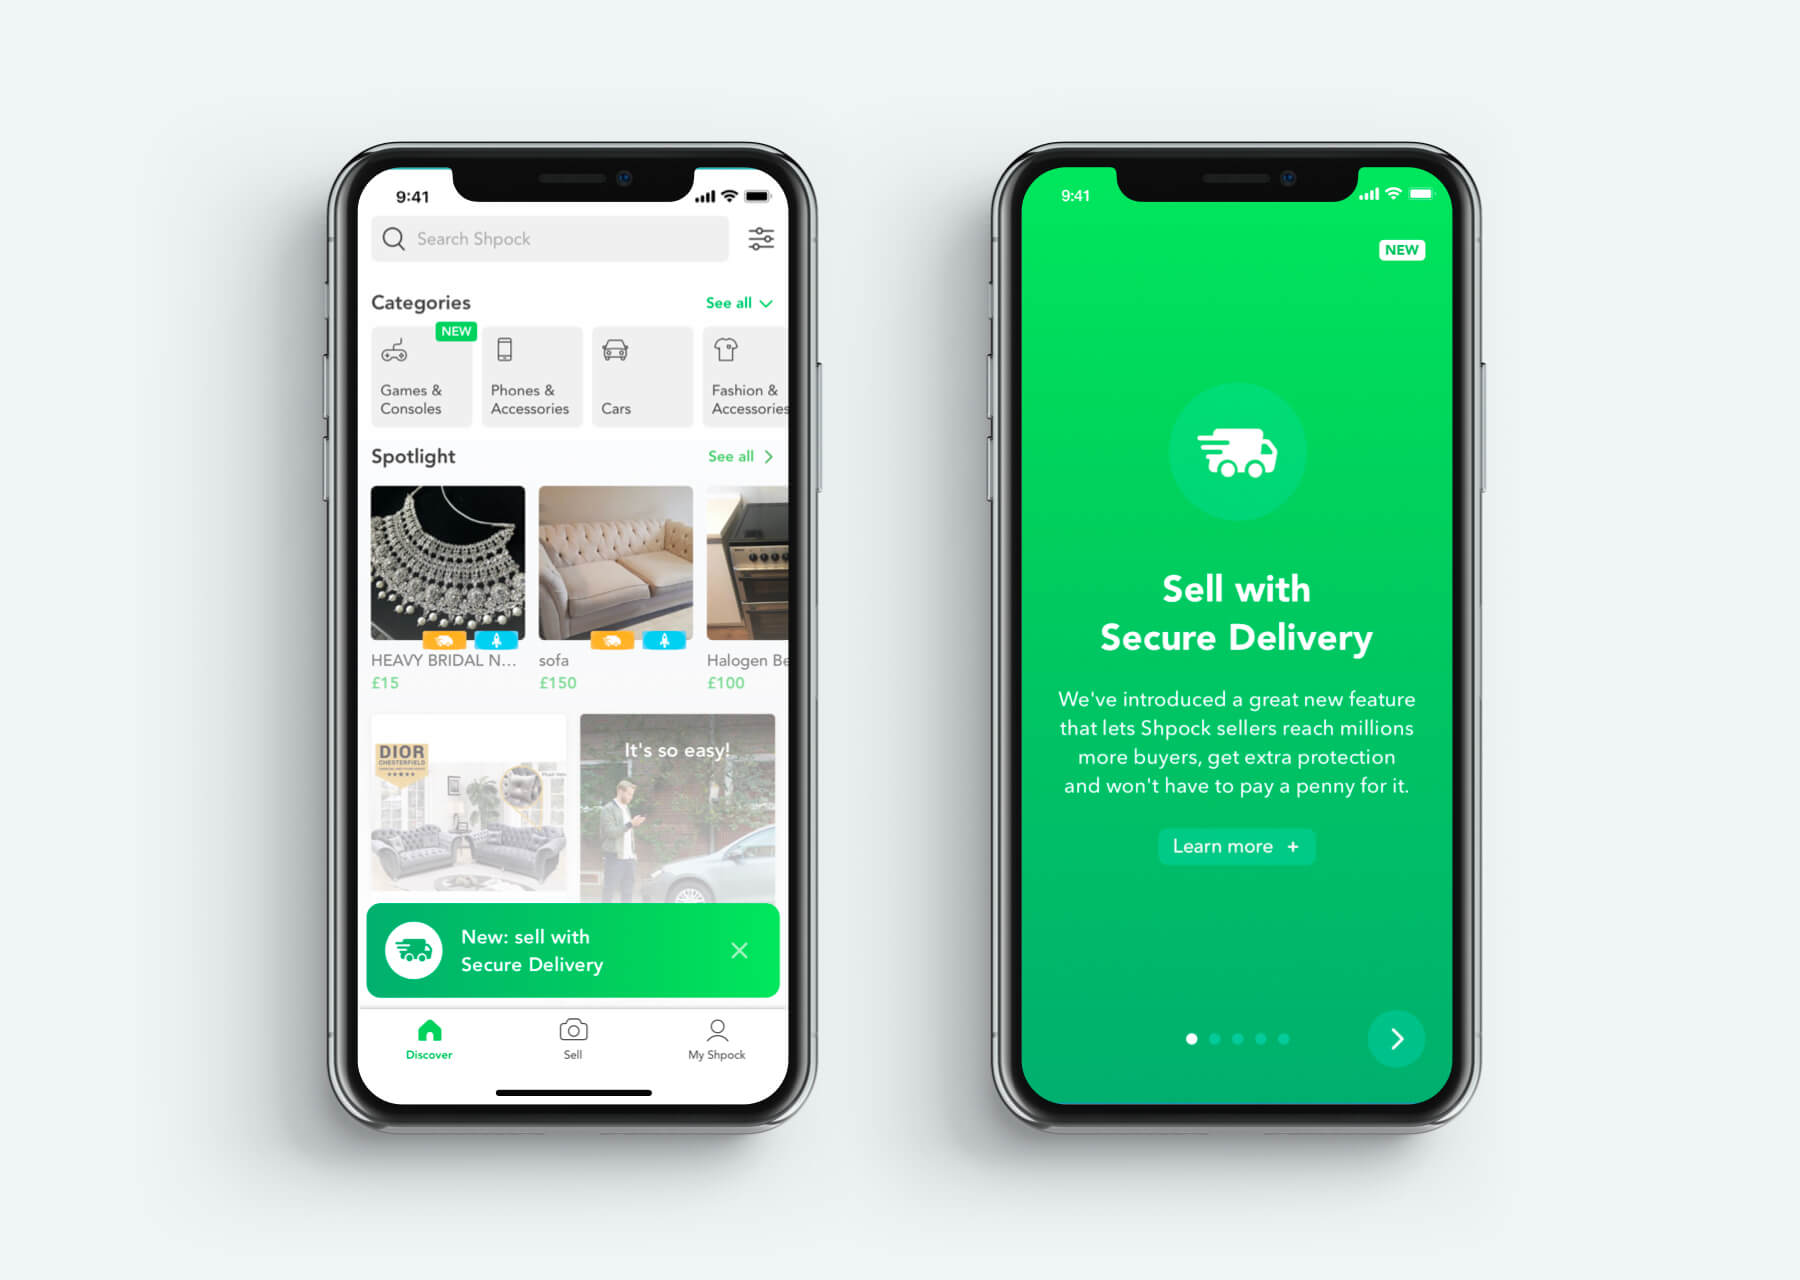 9:41
Search Shpock
Categories
See all
NEW
Games &
Consoles
Phones &
Accessories
Cars
Fashion &
Accessories
Spotlight
See all
HEAVY BRIDAL N...
£15
sofa
£150
Halogen Be
£100
DIOR
CHESTERFIELD
It's so easy!
New: sell with
Secure Delivery
Discover
Sell
My Shpock
9:41
NEW
Sell with
Secure Delivery
We've introduced a great new feature
that lets Shpock sellers reach millions
more buyers, get extra protection
and won't have to pay a penny for it.
Learn more +